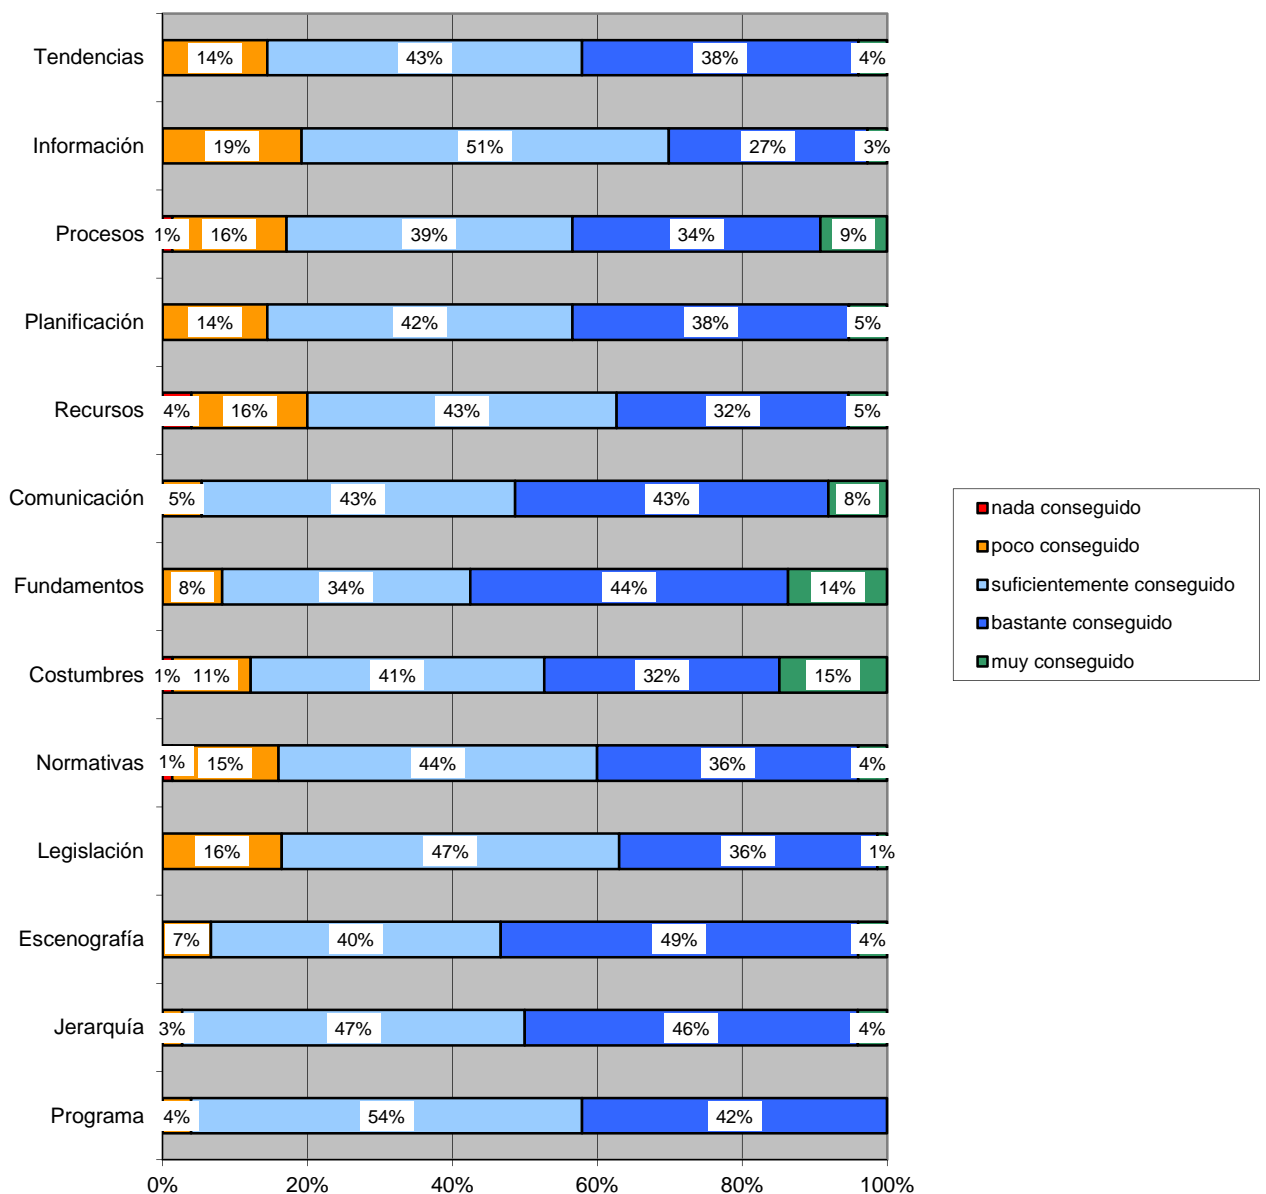 Tendencias 14% 43% 38% 4%
Información 19% 51% 27% 3%
Procesos 1% 16% 39% 34% 9%
Planificación 14% 42% 38% 5%
Recursos 4% 16% 43% 32% 5%
Comunicación 5% 43% 43% 8%
Fundamentos 8% 34% 44% 14%
Costumbres 1% 11% 41% 32% 15%
Normativas 1% 15% 44% 36% 4%
Legislación 16% 47% 36% 1%
Escenografía 7% 40% 49% 4%
Jerarquía 3% 47% 46% 4%
Programa 4% 54% 42%
0% 20% 40% 60% 80% 100%
nada conseguido
poco conseguido
suficientemente conseguido
bastante conseguido
muy conseguido